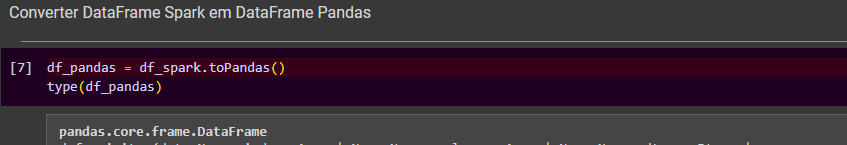 Converter DataFrame Spark em DataFrame Pandas
[7] df_pandas = df_spark.toPandas()
type(df_pandas)
pandas.core.frame.DataFrame